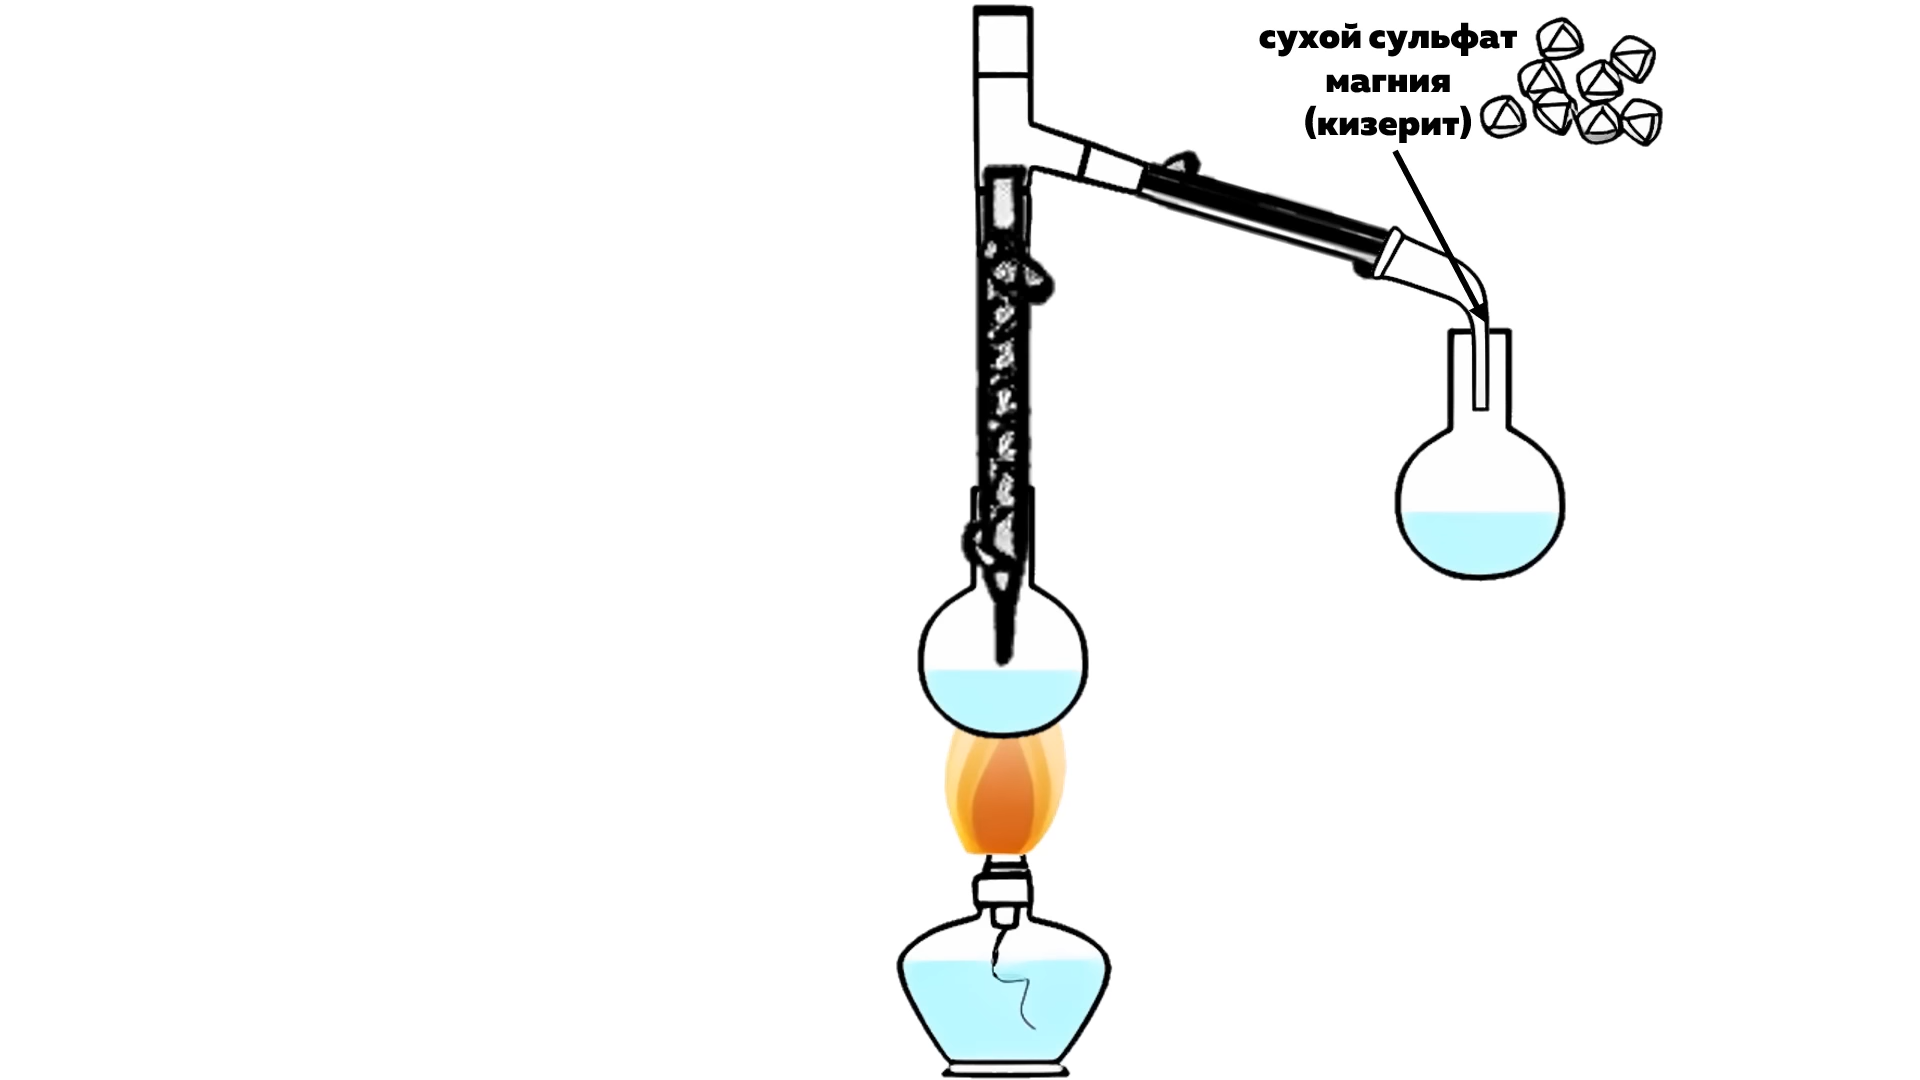 сухой сульфат
магния
(кизерит)